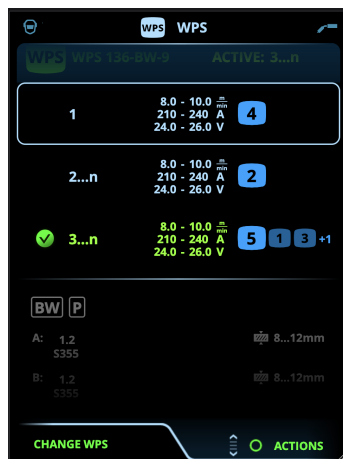 WPS WPS
WPS WPS 136-BW-9 ACTIVE: 3...n
8.0 - 10.0 m/min
1 210 - 240 A 4
24.0 - 26.0 V
8.0 - 10.0 m/min
2...n 210 - 240 A 2
24.0 - 26.0 V
8.0 - 10.0 m/min
3...n 210 - 240 A 5 1 3 +1
24.0 - 26.0 V
BW P
A: 1.2 8...12mm
S355
B: 1.2 8...12mm
S355
CHANGE WPS ACTIONS